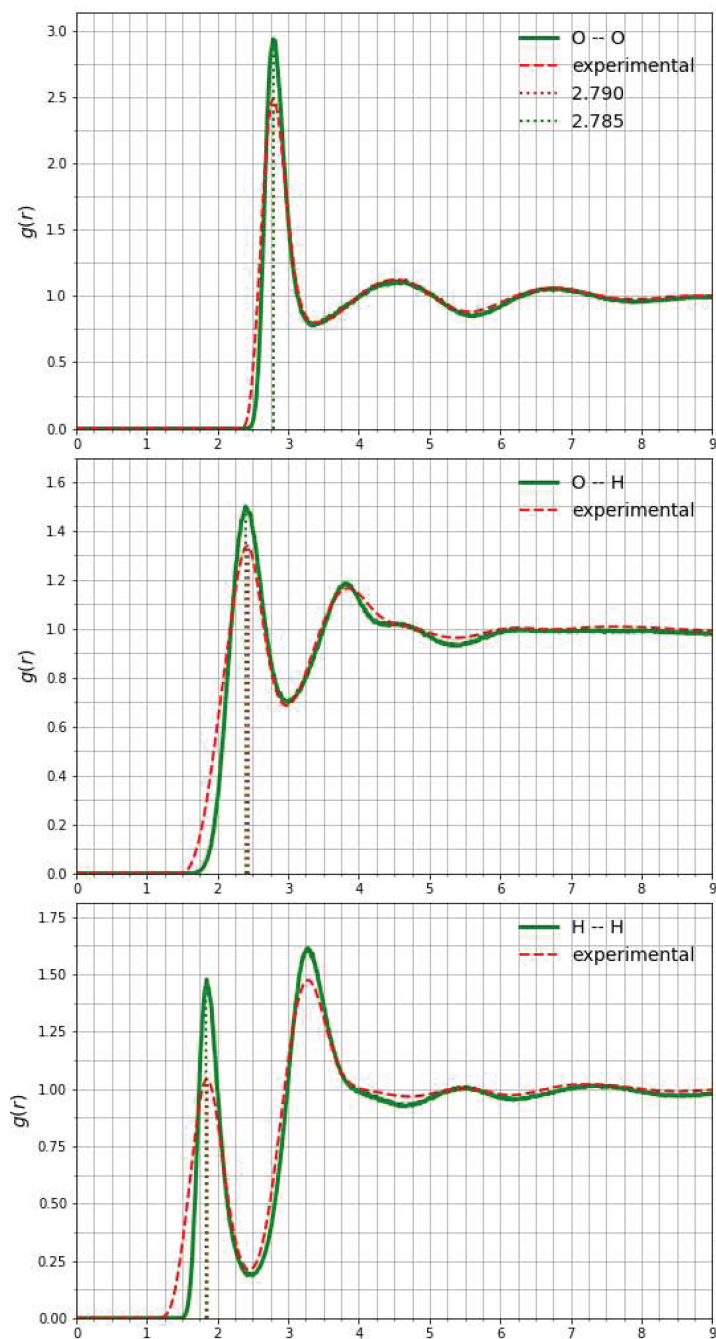 3.0
2.5
2.0
1.5
1.0
0.5
0.0
g(r)
O -- O
experimental
2.790
2.785
0 1 2 3 4 5 6 7 8 9
1.6
1.4
1.2
1.0
0.8
0.6
0.4
0.2
0.0
g(r)
O -- H
experimental
0 1 2 3 4 5 6 7 8 9
1.75
1.50
1.25
1.00
0.75
0.50
0.25
0.00
g(r)
H -- H
experimental
0 1 2 3 4 5 6 7 8 9